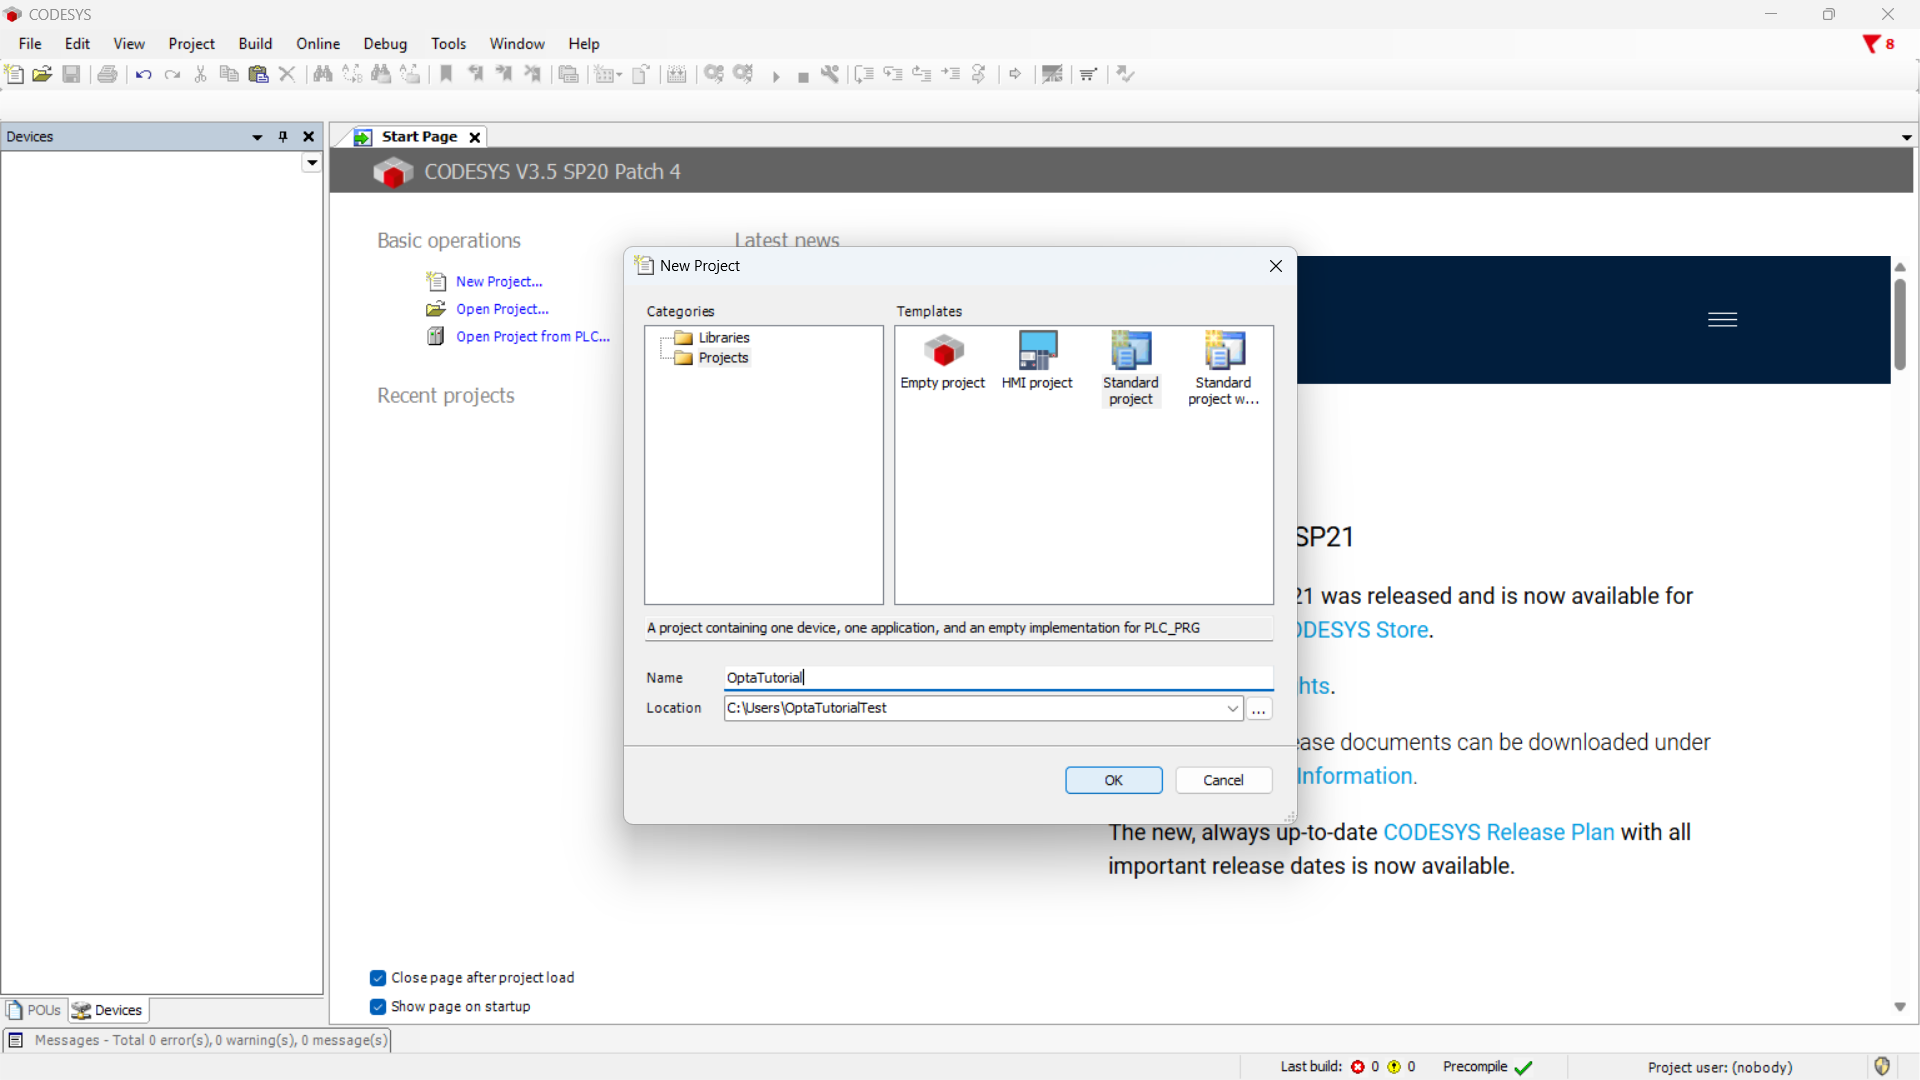 CODESYS
File Edit View Project Build Online Debug Tools Window Help
8
Devices
Start Page
CODESYS V3.5 SP20 Patch 4
Basic operations
New Project...
Open Project...
Open Project from PLC...
Recent projects
Latest news
New Project
Categories
Libraries
Projects
Templates
Empty project
HMI project
Standard
project
Standard
project w...
A project containing one device, one application, and an empty implementation for PLC_PRG
Name OptaTutorial
Location C:\Users\OptaTutorialTest ...
OK Cancel
SP21
21 was released and is now available for
ODESYS Store.
hts.
ease documents can be downloaded under
Information.
The new, always up-to-date CODESYS Release Plan with all
important release dates is now available.
Close page after project load
Show page on startup
POUs Devices
Messages - Total 0 error(s), 0 warning(s), 0 message(s)
Last build: 0 0 Precompile Project user: (nobody)